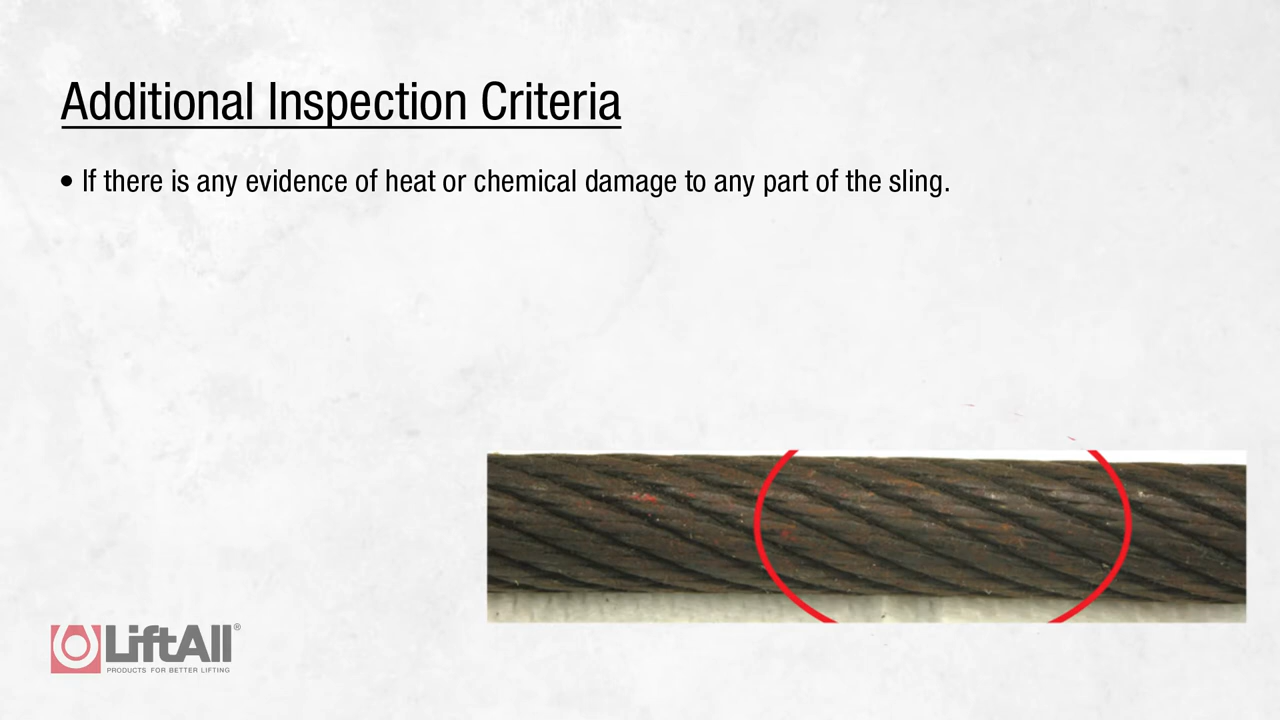 Additional Inspection Criteria
• If there is any evidence of heat or chemical damage to any part of the sling.
LiftAll®
PRODUCTS FOR BETTER LIFTING